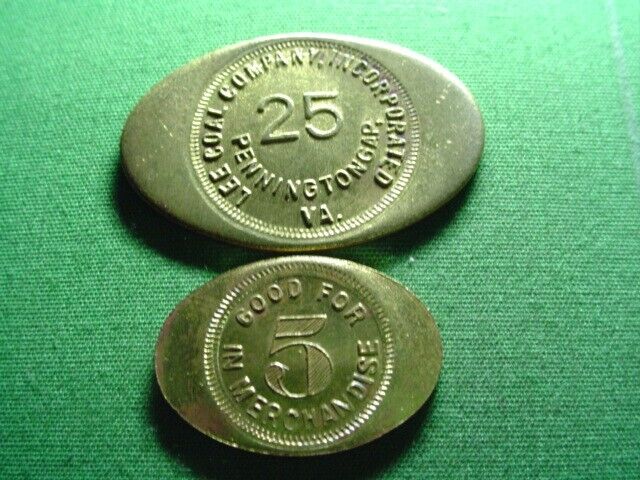 LEE COAL COMPANY, INCORPORATED
25
PENNINGTON GAP,
VA.
GOOD FOR
5
IN MERCHANDISE